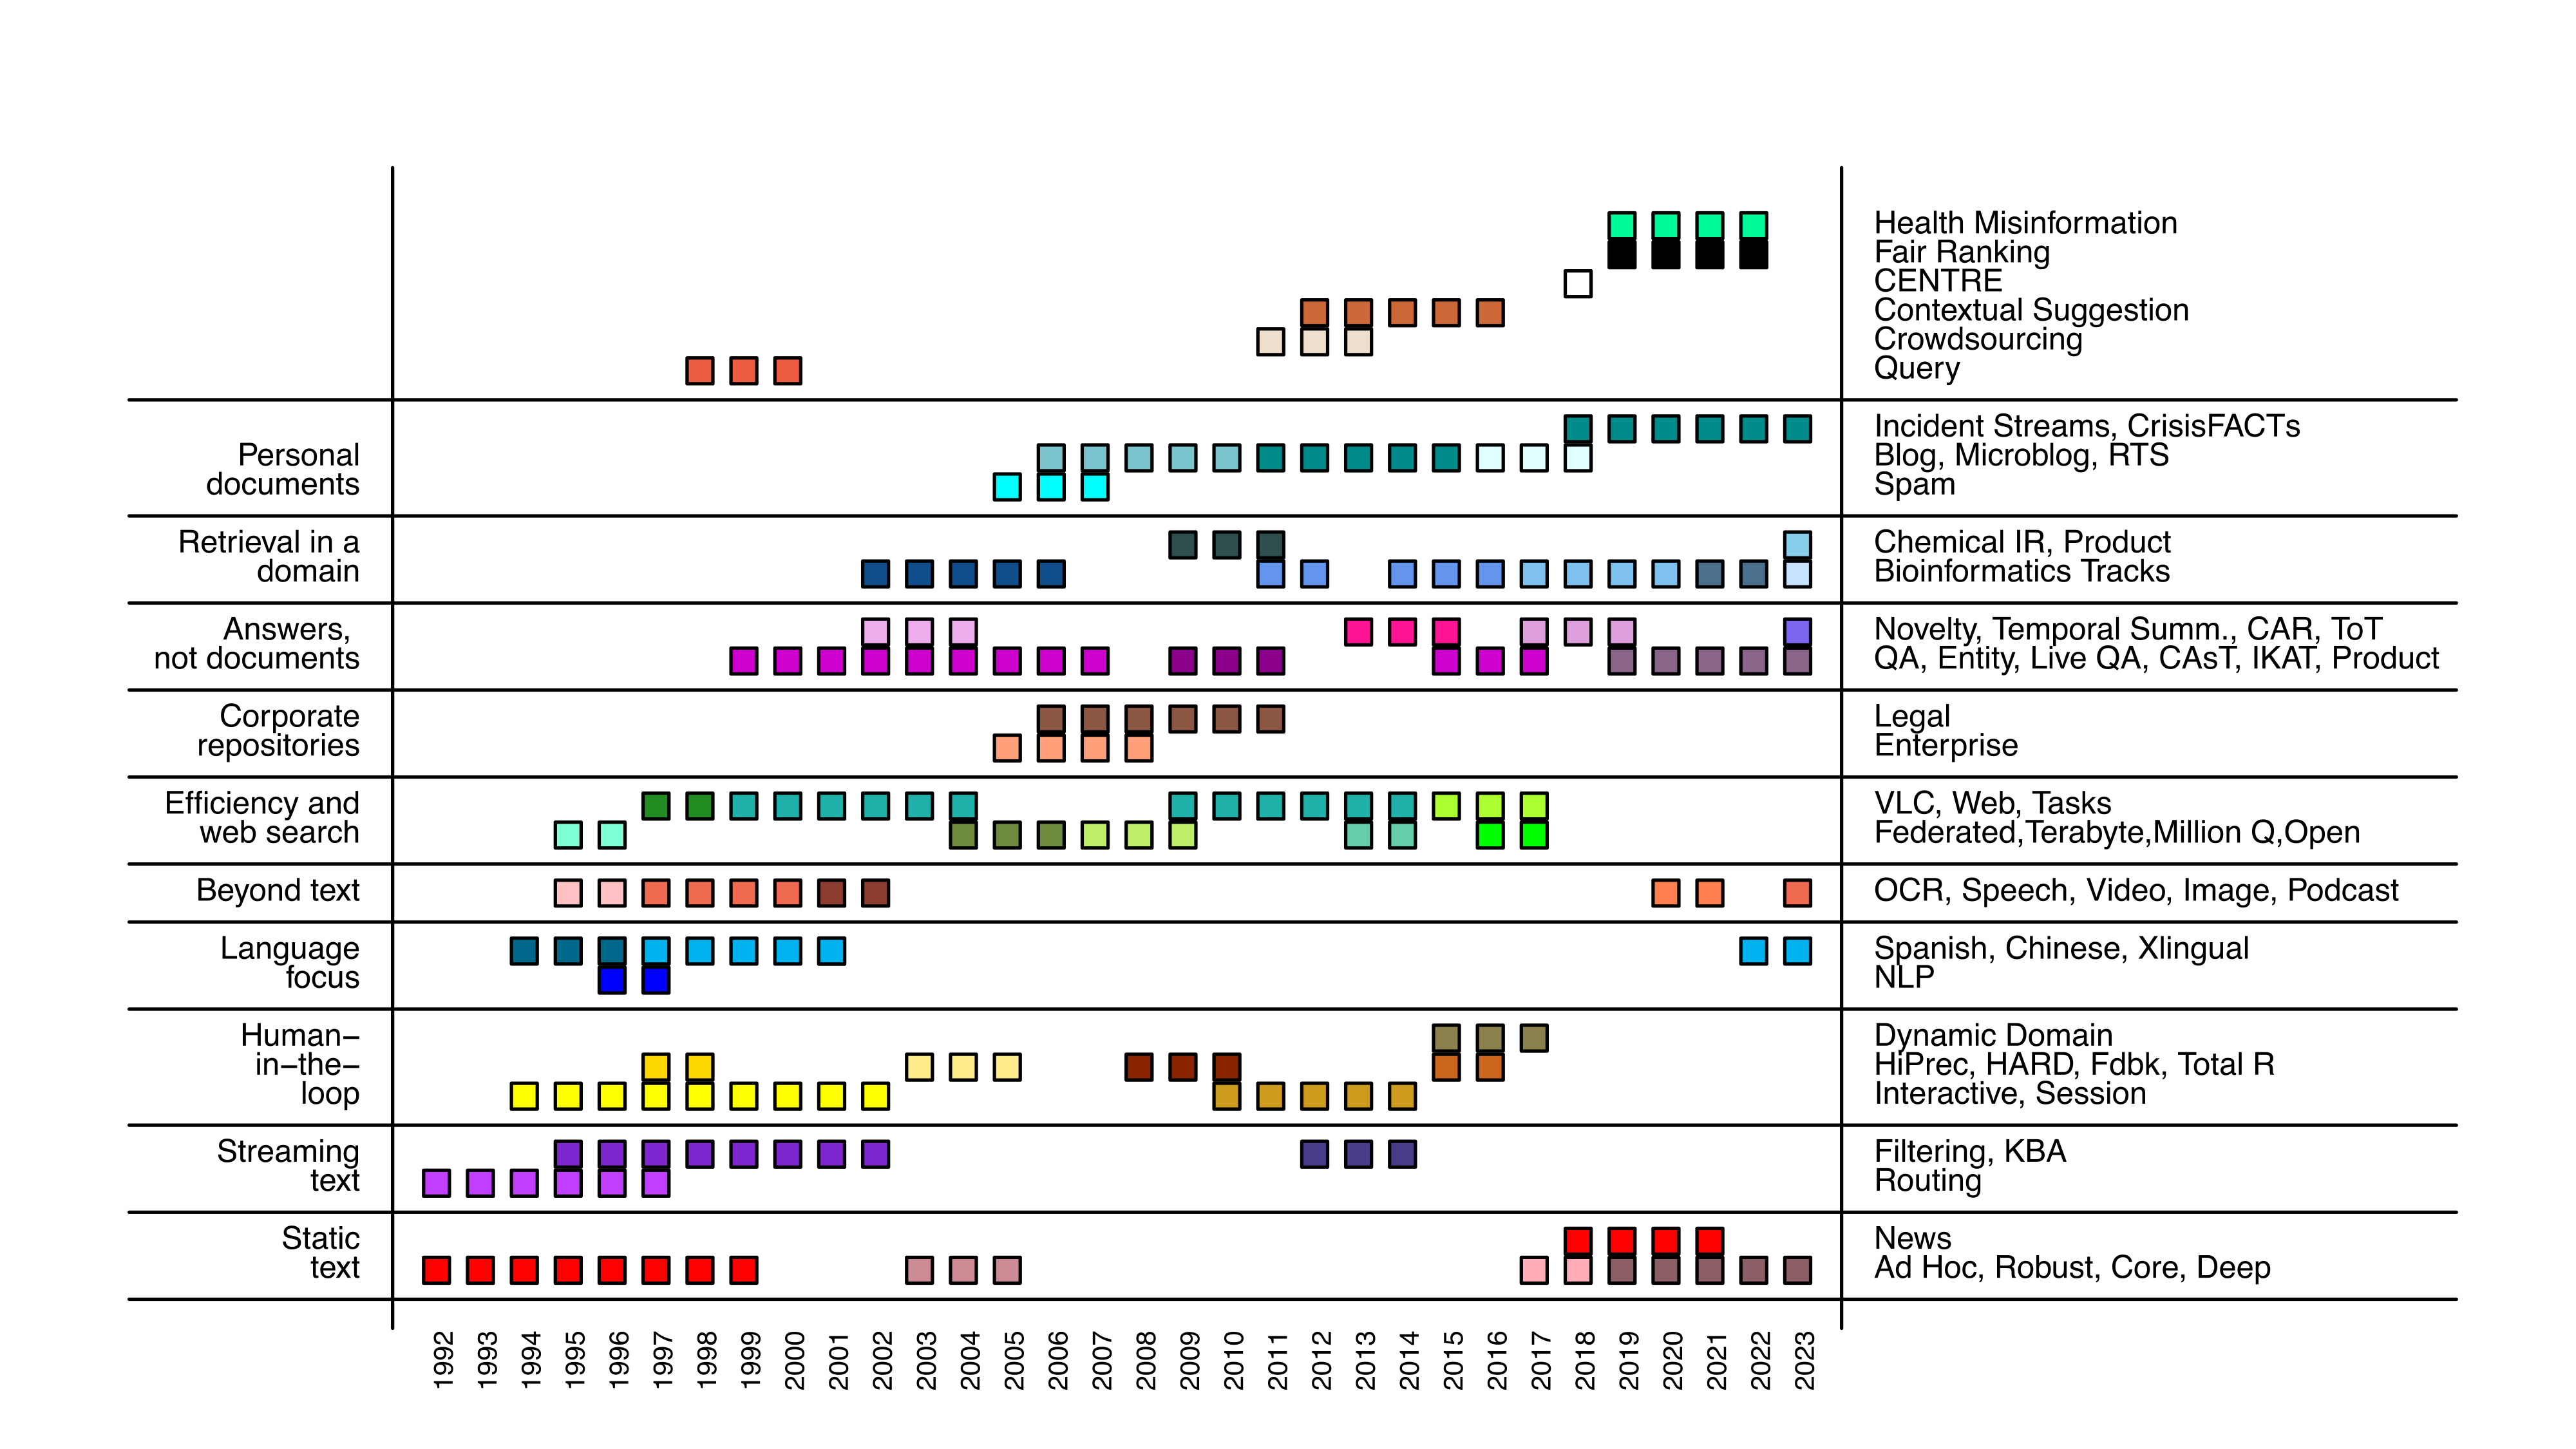 Health Misinformation
Fair Ranking
CENTRE
Contextual Suggestion
Crowdsourcing
Query
Personal
documents
Incident Streams, CrisisFACTs
Blog, Microblog, RTS
Spam
Retrieval in a
domain
Chemical IR, Product
Bioinformatics Tracks
Answers,
not documents
Novelty, Temporal Summ., CAR, ToT
QA, Entity, Live QA, CAsT, IKAT, Product
Corporate
repositories
Legal
Enterprise
Efficiency and
web search
VLC, Web, Tasks
Federated,Terabyte,Million Q,Open
Beyond text
OCR, Speech, Video, Image, Podcast
Language
focus
Spanish, Chinese, Xlingual
NLP
Human−
in−the−
loop
Dynamic Domain
HiPrec, HARD, Fdbk, Total R
Interactive, Session
Streaming
text
Filtering, KBA
Routing
Static
text
News
Ad Hoc, Robust, Core, Deep
1992
1993
1994
1995
1996
1997
1998
1999
2000
2001
2002
2003
2004
2005
2006
2007
2008
2009
2010
2011
2012
2013
2014
2015
2016
2017
2018
2019
2020
2021
2022
2023